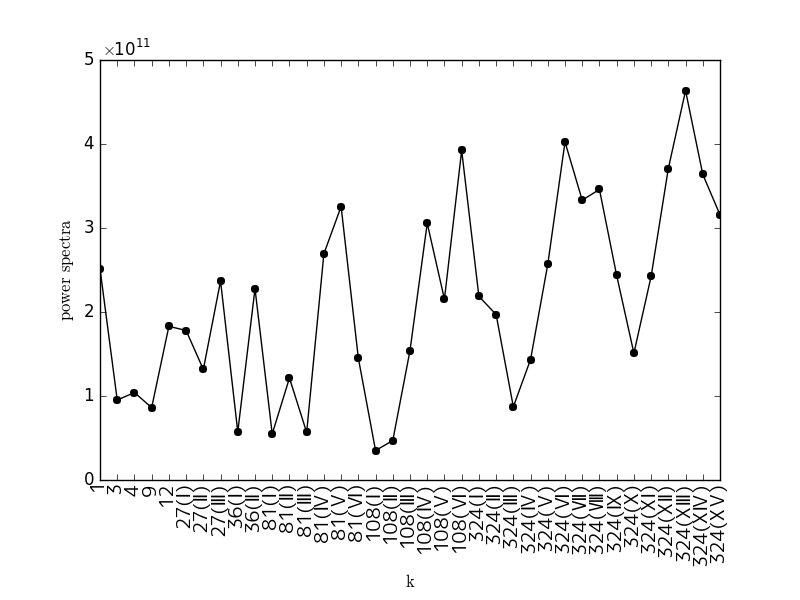 ×10¹¹
5
4
3
2
1
0
power spectra
1
3
4
9
12
27(I)
27(II)
27(III)
36(I)
36(II)
81(I)
81(II)
81(III)
81(IV)
81(V)
81(VI)
108(I)
108(II)
108(III)
108(IV)
108(V)
108(VI)
324(I)
324(II)
324(III)
324(IV)
324(V)
324(VI)
324(VII)
324(VIII)
324(IX)
324(X)
324(XI)
324(XII)
324(XIII)
324(XIV)
324(XV)
k